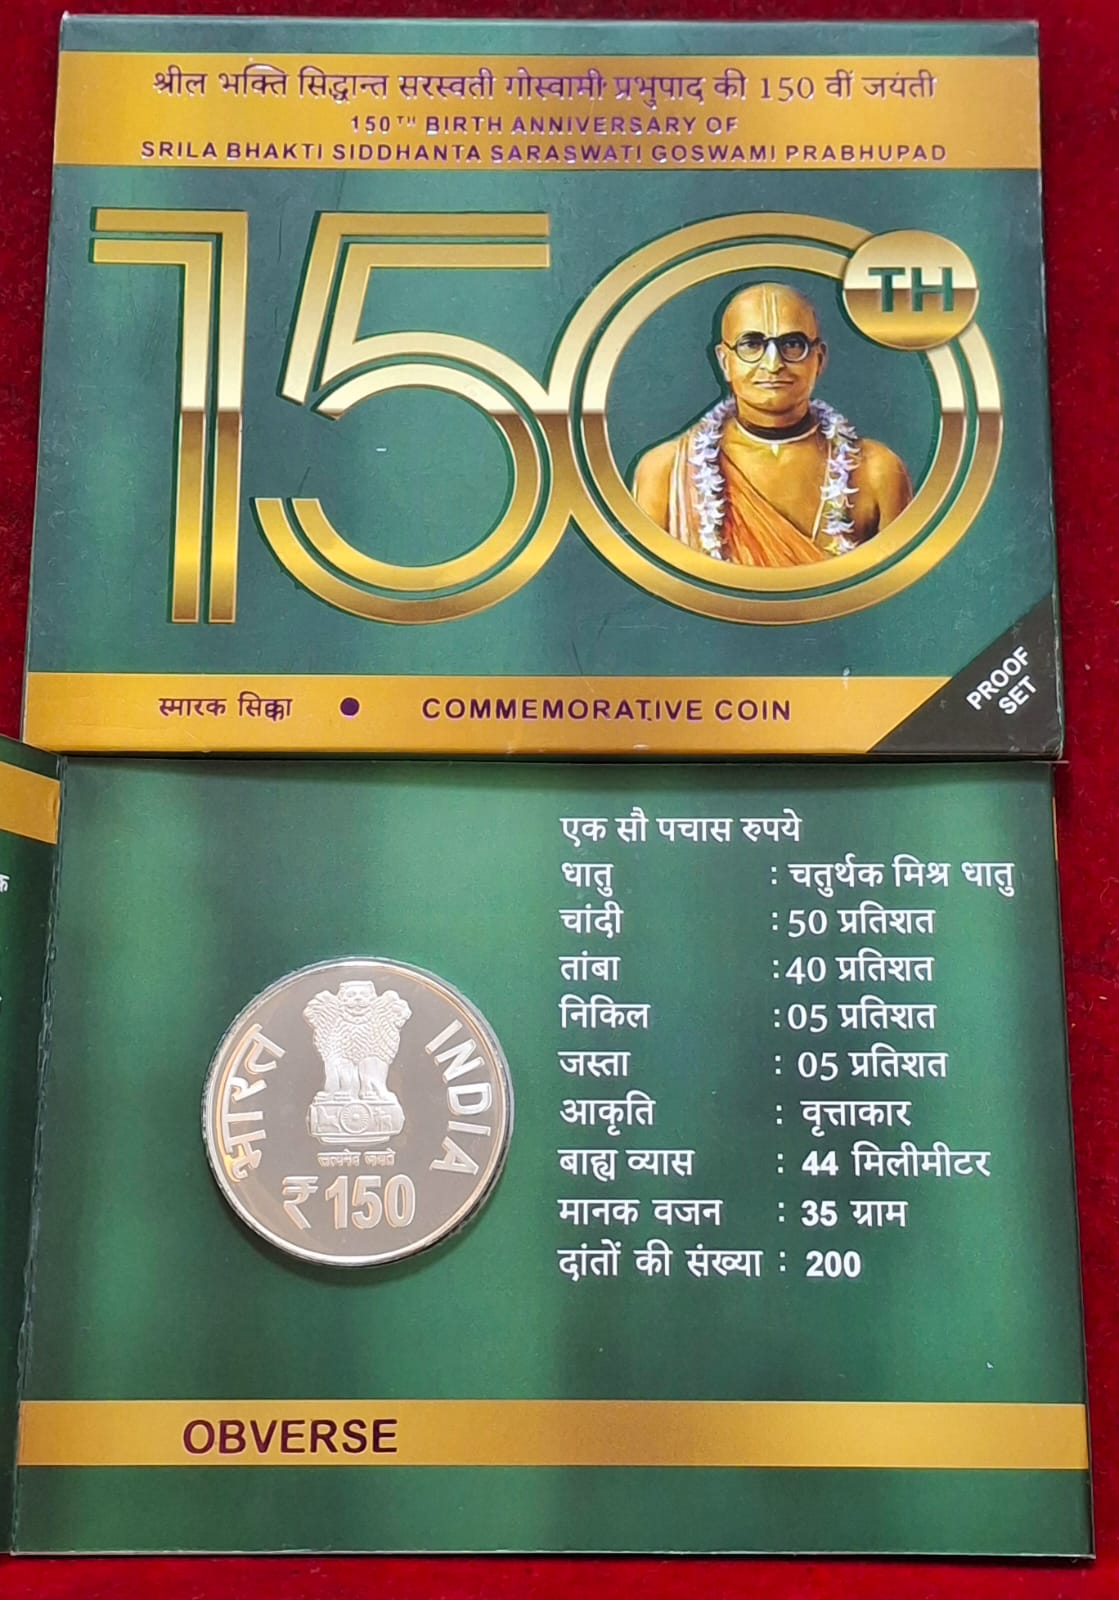 श्रील भक्ति सिद्धान्त सरस्वती गोस्वामी प्रभुपाद की 150 वीं जयंती
150TH BIRTH ANNIVERSARY OF
SRILA BHAKTI SIDDHANTA SARASWATI GOSWAMI PRABHUPAD
150TH
स्मारक सिक्का • COMMEMORATIVE COIN
PROOF
SET
एक सौ पचास रुपये
धातु : चतुर्थक मिश्र धातु
चांदी : 50 प्रतिशत
तांबा : 40 प्रतिशत
निकिल : 05 प्रतिशत
जस्ता : 05 प्रतिशत
आकृति : वृत्ताकार
बाह्य व्यास : 44 मिलीमीटर
मानक वजन : 35 ग्राम
दांतों की संख्या : 200
भारत
INDIA
सत्यमेव जयते
₹150
OBVERSE